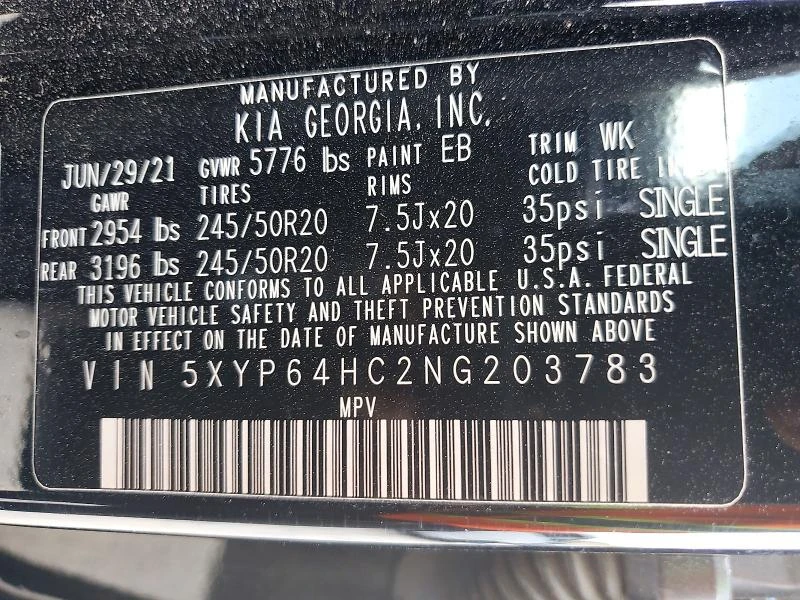 MANUFACTURED BY
KIA GEORGIA, INC.
JUN/29/21 GVWR 5776 lbs PAINT EB TRIM WK
GAWR TIRES RIMS COLD TIRE
FRONT 2954 lbs 245/50R20 7.5Jx20 35psi SINGLE
REAR 3196 lbs 245/50R20 7.5Jx20 35psi SINGLE
THIS VEHICLE CONFORMS TO ALL APPLICABLE U.S.A. FEDERAL
MOTOR VEHICLE SAFETY AND THEFT PREVENTION STANDARDS
IN EFFECT ON THE DATE OF MANUFACTURE SHOWN ABOVE
VIN 5XYP64HC2NG203783
MPV